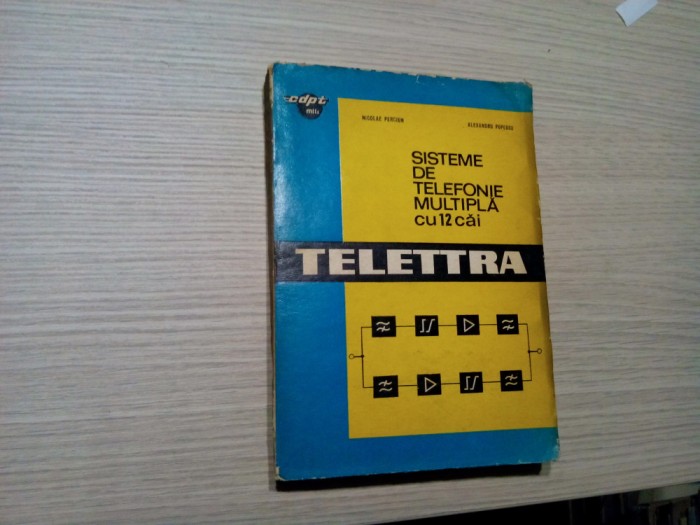 cdpt
NICOLAE PURCIUN
ALEXANDRU POPESCU
SISTEME
DE
TELEFONIE
MULTIPLĂ
cu 12 căi
TELETTRA